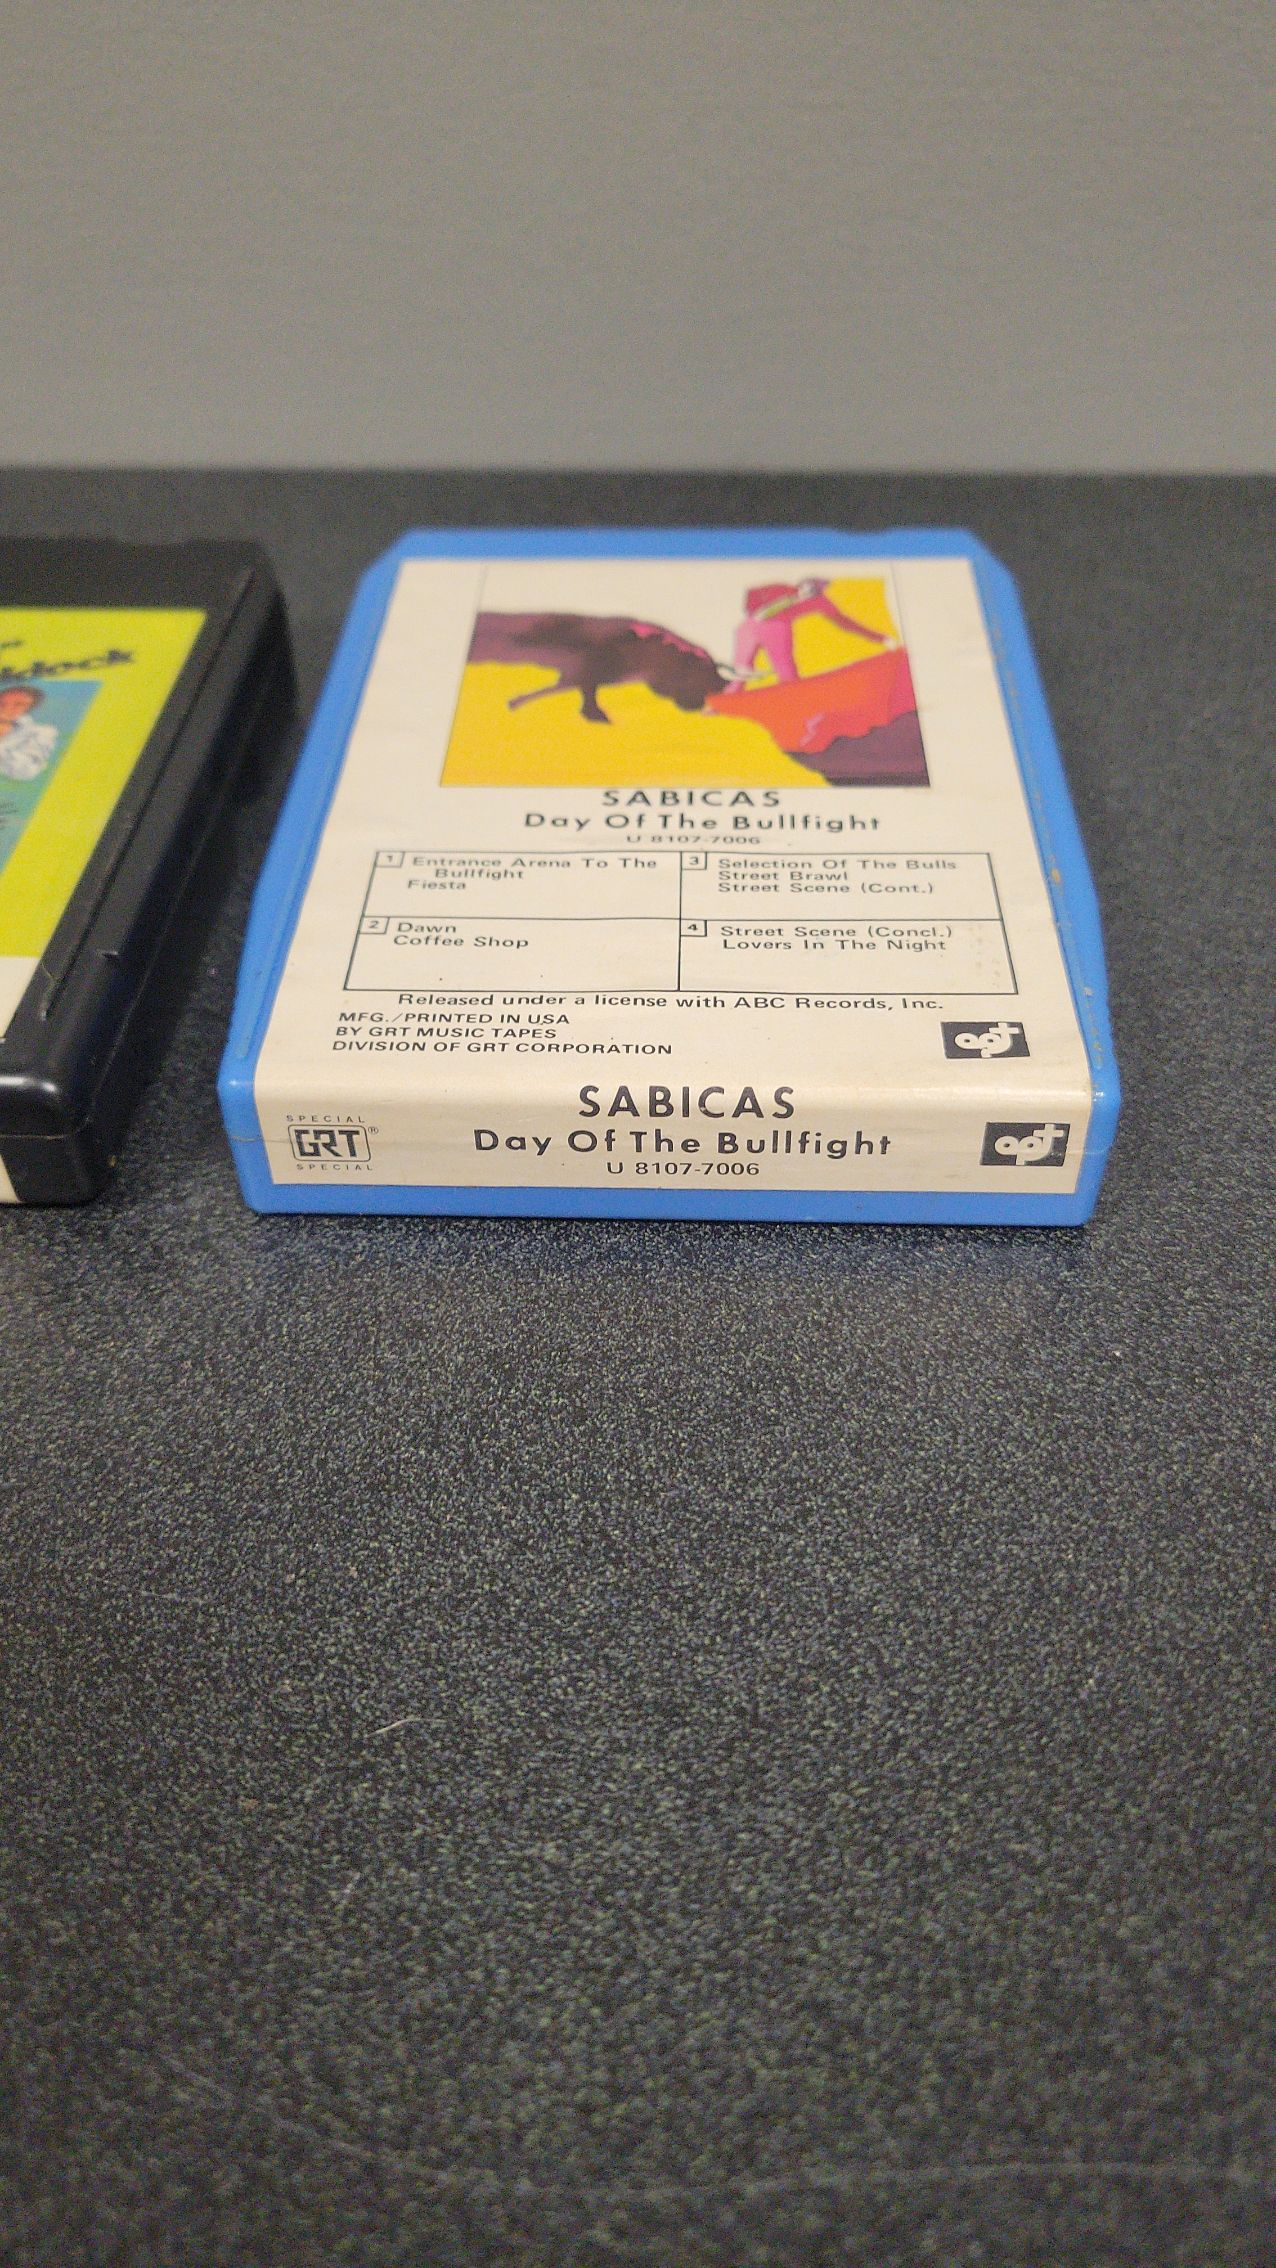 SABICAS
Day Of The Bullfight
U 8107-7006
1 Entrance Arena To The
Bullfight
Fiesta
2 Dawn
Coffee Shop
3 Selection Of The Bulls
Street Brawl
Street Scene (Cont.)
4 Street Scene (Concl.)
Lovers In The Night
Released under a license with ABC Records, Inc.
MFG./PRINTED IN USA
BY GRT MUSIC TAPES
DIVISION OF GRT CORPORATION
SPECIAL
GRT®
SPECIAL
SABICAS
Day Of The Bullfight
U 8107-7006